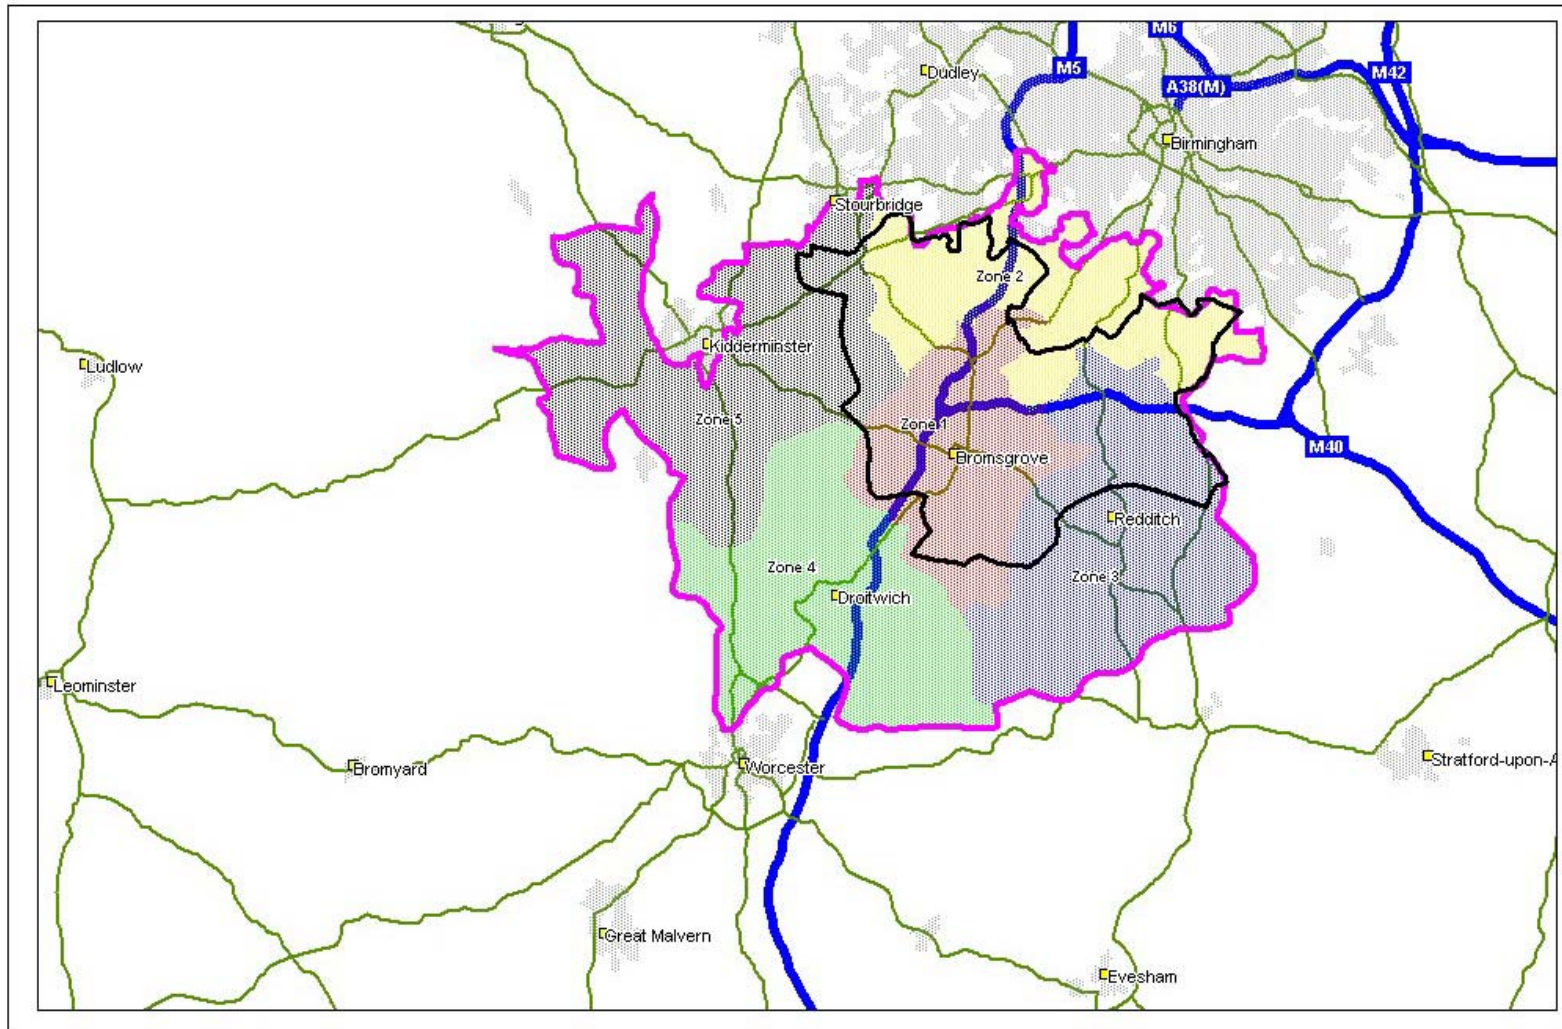 M6
M5
Dudley
M42
A38(M)
Birmingham
Stourbridge
Zone 2
Kidderminster
Ludlow
Zone 5
Zone 1
M40
Bromsgrove
Redditch
Zone 4
Zone 3
Droitwich
Leominster
Worcester
Bromyard
Stratford-upon-A
Great Malvern
Evesham